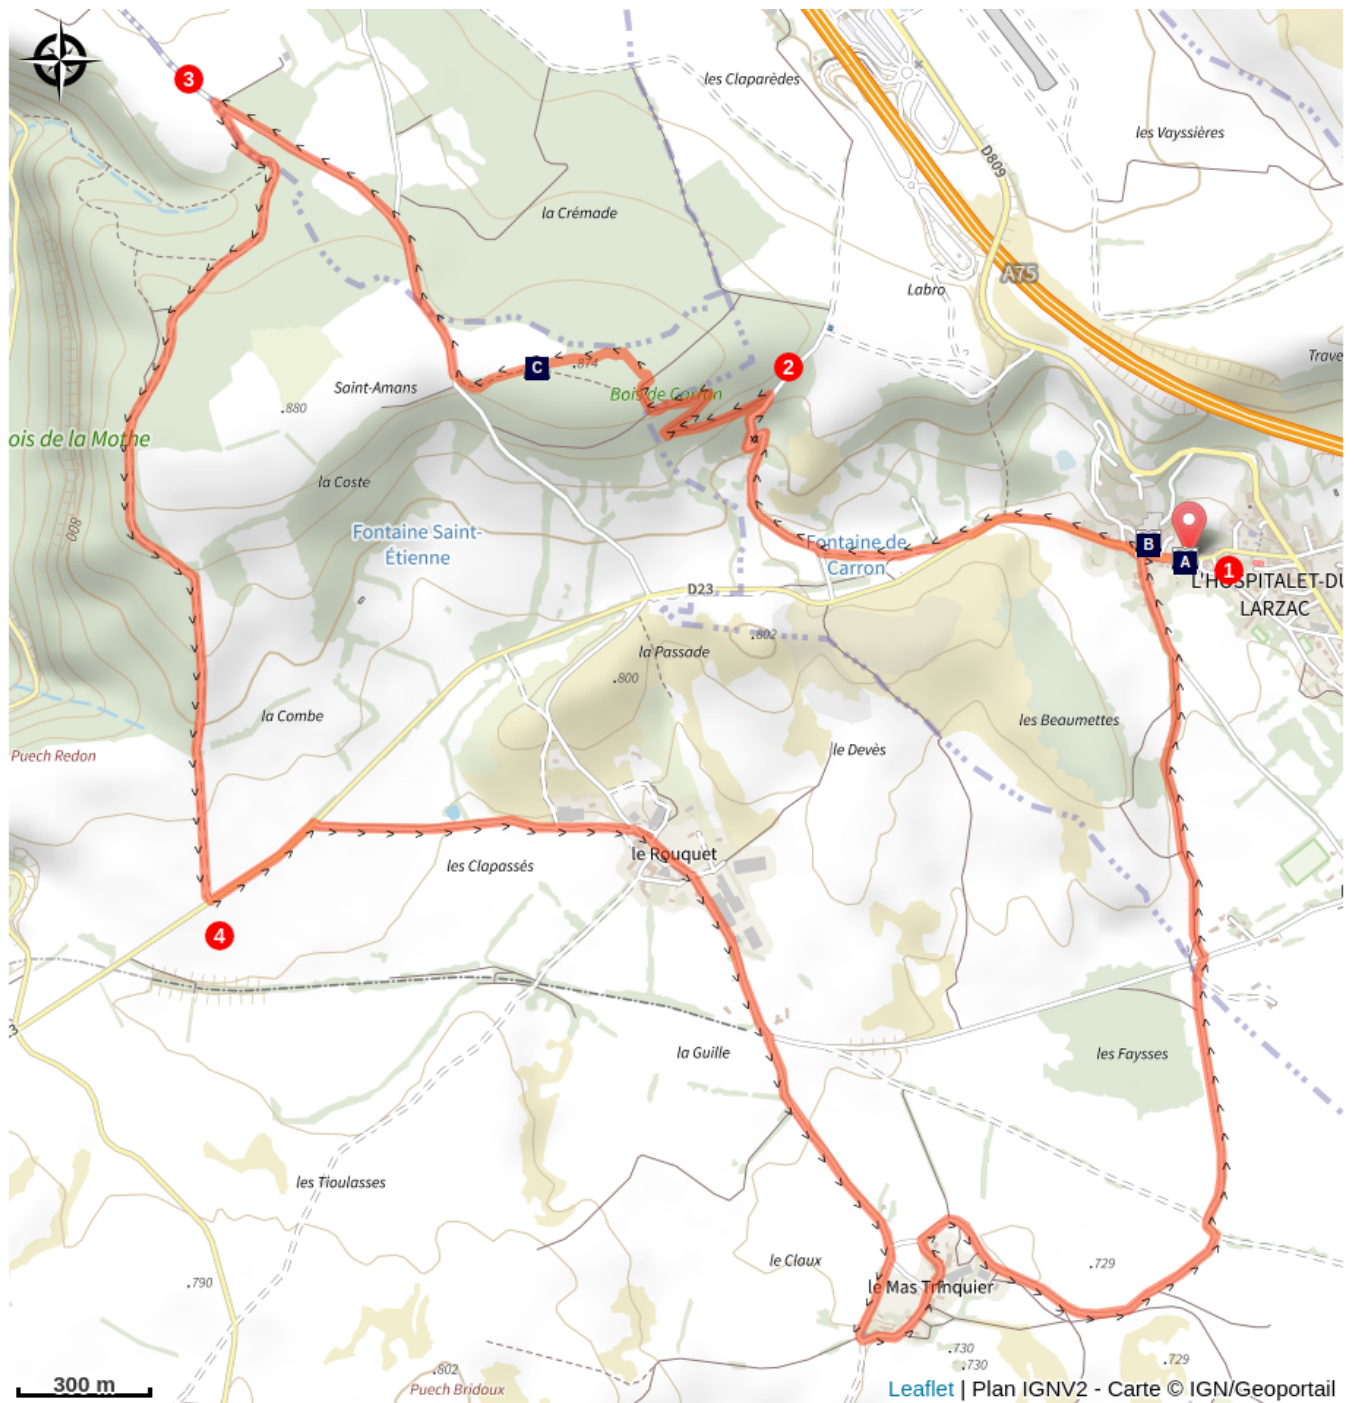 3
les Claparèdes
les Vayssières
D809
la Crémade
A75
Labro
Trave
C
.874
2
Saint-Amans
Bois de Carron
.880
ois de la Mothe
la Coste
008
Fontaine Saint-
Étienne
Fontaine de
Carron
B
A
1
L'HOSPITALET-DU
LARZAC
D23
.802
la Passade
.800
la Combe
les Beaumettes
Puech Redon
le Devès
le Rouquet
les Clapassés
4
3
la Guille
les Faysses
les Tioulasses
le Claux
.729
.790
le Mas Trinquier
.730
.730
.729
.802
Puech Bridoux
300 m
Leaflet | Plan IGNV2 - Carte © IGN/Geoportail